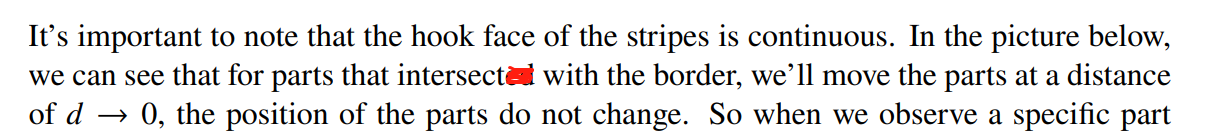 It's important to note that the hook face of the stripes is continuous. In the picture below,
we can see that for parts that intersected with the border, we'll move the parts at a distance
of d → 0, the position of the parts do not change. So when we observe a specific part